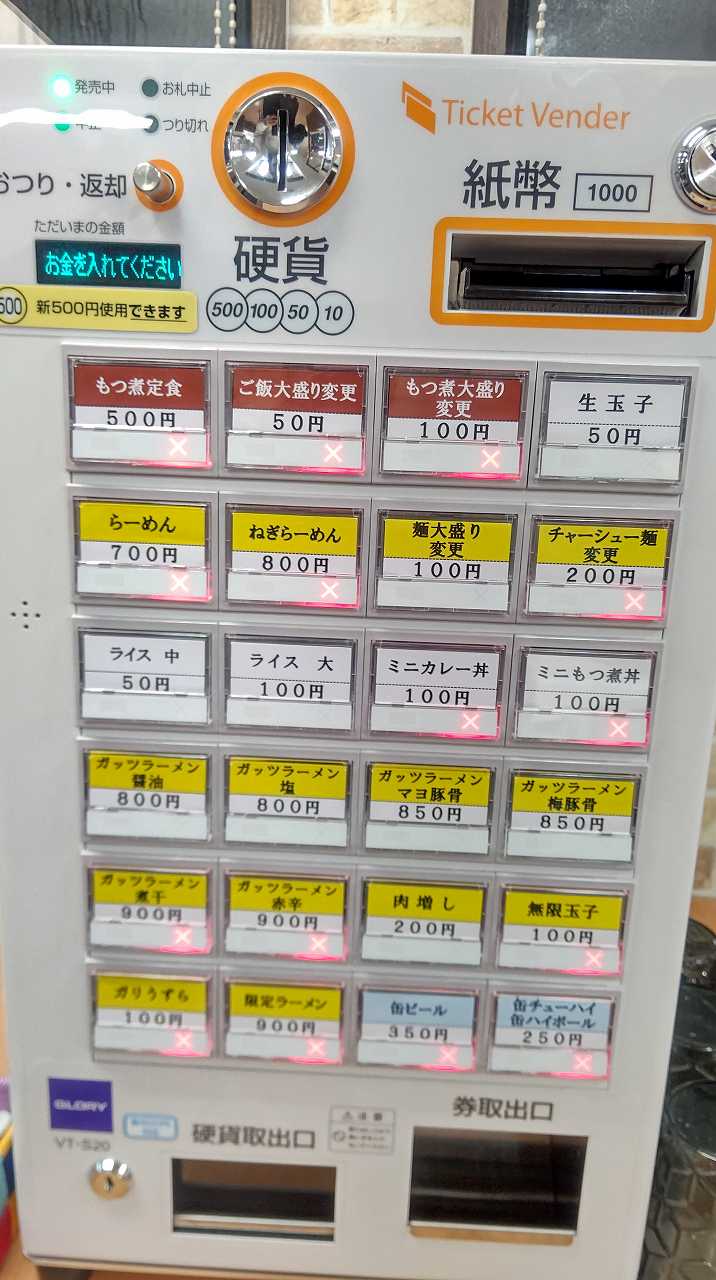 発売中
お札中止
中止
つり切れ
Ticket Vender
おつり・返却
紙幣 1000
ただいまの金額
お金を入れてください
硬貨
500 新500円使用できます
500 100 50 10
もつ煮定食
500円
ご飯大盛り変更
50円
もつ煮大盛り
変更
100円
生玉子
50円
らーめん
700円
ねぎらーめん
800円
麺大盛り
変更
100円
チャーシュー麺
変更
200円
ライス 中
50円
ライス 大
100円
ミニカレー丼
100円
ミニもつ煮丼
100円
ガッツラーメン
醤油
800円
ガッツラーメン
塩
800円
ガッツラーメン
マヨ豚骨
850円
ガッツラーメン
梅豚骨
850円
ガッツラーメン
煮干
900円
ガッツラーメン
赤辛
900円
肉増し
200円
無限玉子
100円
ガリうずら
100円
限定ラーメン
900円
缶ビール
350円
缶チューハイ
缶ハイボール
250円
GLORY
VT-S20
硬貨取出口
注意
券取出口